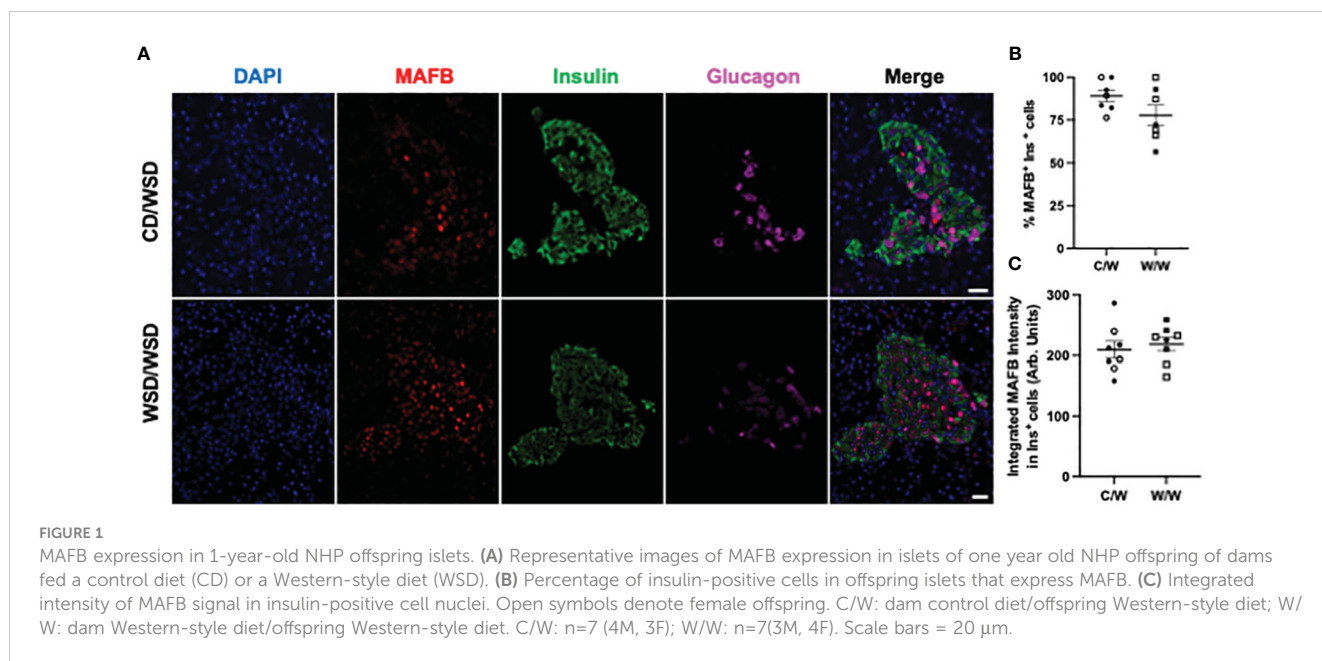 A
DAPI MAFB Insulin Glucagon Merge
CD/WSD
WSD/WSD
B
% MAFB+ Ins + cells
100
75
50
25
0
C/W W/W
C
Integrated MAFB Intensity
in Ins+ cells (Arb. Units)
300
200
100
0
C/W W/W
FIGURE 1
MAFB expression in 1-year-old NHP offspring islets. (A) Representative images of MAFB expression in islets of one year old NHP offspring of dams
fed a control diet (CD) or a Western-style diet (WSD). (B) Percentage of insulin-positive cells in offspring islets that express MAFB. (C) Integrated
intensity of MAFB signal in insulin-positive cell nuclei. Open symbols denote female offspring. C/W: dam control diet/offspring Western-style diet; W/
W: dam Western-style diet/offspring Western-style diet. C/W: n=7 (4M, 3F); W/W: n=7(3M, 4F). Scale bars = 20 μm.